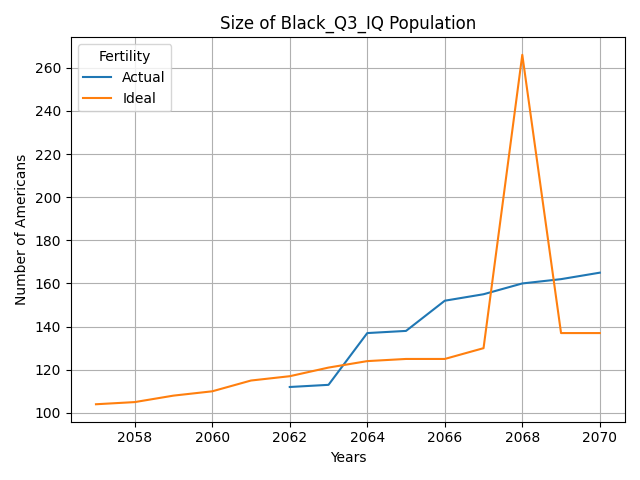 Size of Black_Q3_IQ Population
Fertility
Actual
Ideal
Number of Americans
260
240
220
200
180
160
140
120
100
2058 2060 2062 2064 2066 2068 2070
Years